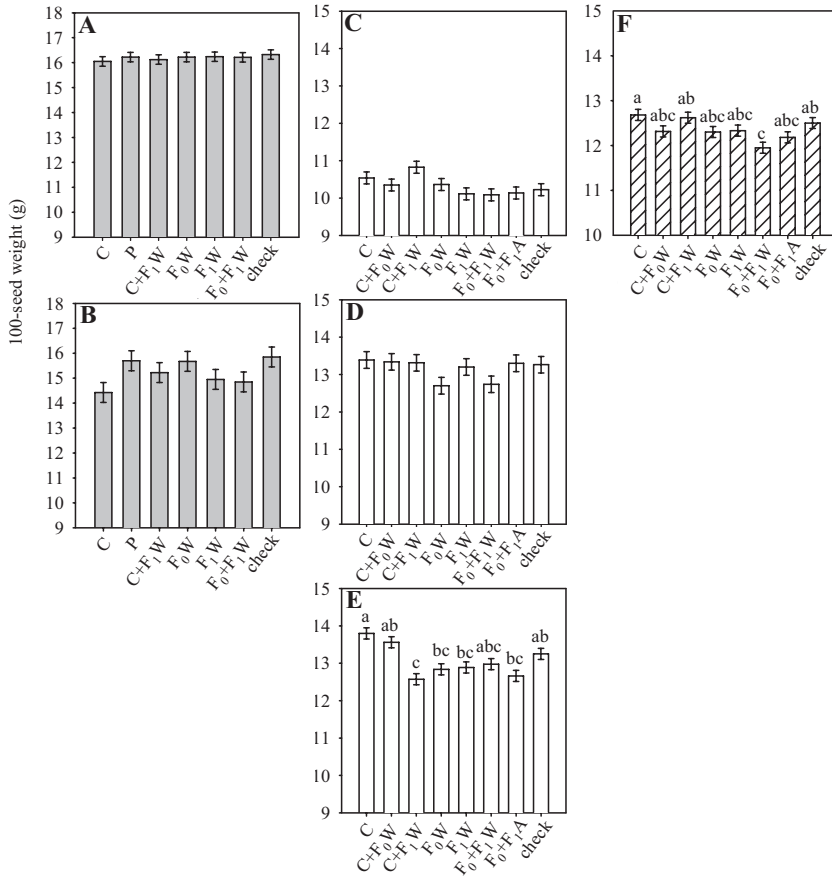 100-seed weight (g)
A
18
17
16
15
14
13
12
11
10
9
C
P
C+F₁W
F₀W
F₁W
F₀+F₁W
check
B
18
17
16
15
14
13
12
11
10
9
C
P
C+F₁W
F₀W
F₁W
F₀+F₁W
check
C
15
14
13
12
11
10
9
C
C+F₀W
C+F₁W
F₀W
F₁W
F₀+F₁W
F₀+F₁A
check
D
15
14
13
12
11
10
9
C
C+F₀W
C+F₁W
F₀W
F₁W
F₀+F₁W
F₀+F₁A
check
E
15
14
13
12
11
10
9
a ab c bc bc abc bc ab
C
C+F₀W
C+F₁W
F₀W
F₁W
F₀+F₁W
F₀+F₁A
check
F
15
14
13
12
11
10
a abc ab abc abc c abc ab
C
C+F₀W
C+F₁W
F₀W
F₁W
F₀+F₁W
F₀+F₁A
check